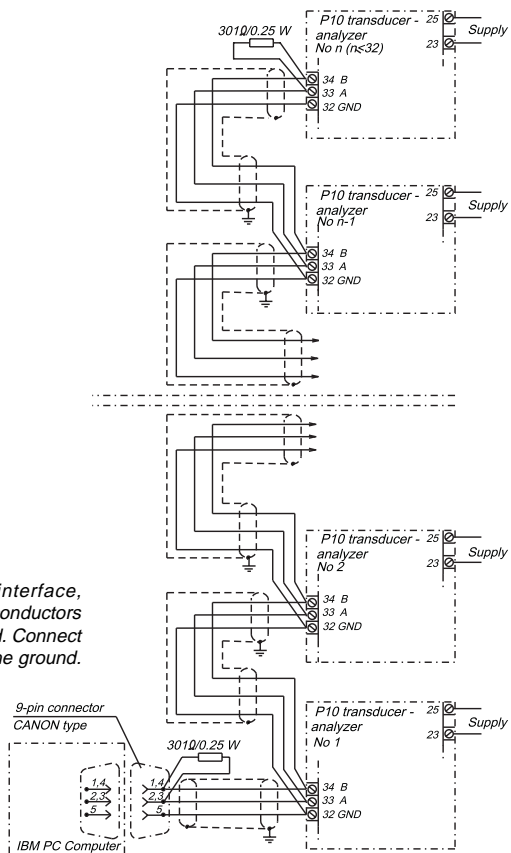 P10 transducer -
analyzer
No n (n≤32)
25
23
Supply
301Ω/0.25 W
34 B
33 A
32 GND
P10 transducer -
analyzer
No n-1
25
23
Supply
34 B
33 A
32 GND
P10 transducer -
analyzer
No 2
25
23
Supply
34 B
33 A
32 GND
interface,
onductors
d. Connect
ne ground.
9-pin connector
CANON type
301Ω/0.25 W
P10 transducer -
analyzer
No 1
25
23
Supply
1,4
2,3
5
1,4
2,3
5
34 B
33 A
32 GND
IBM PC Computer